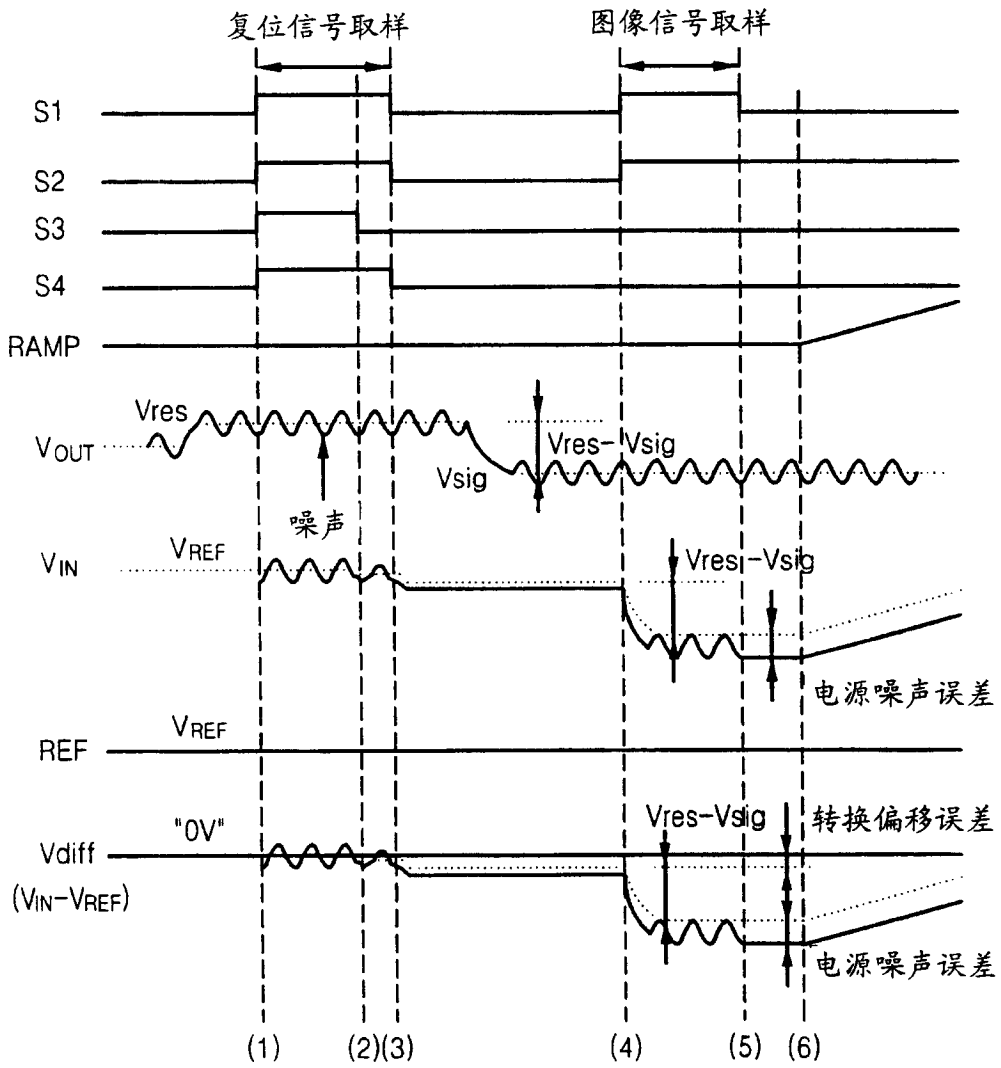 复位信号取样
图像信号取样
S1
S2
S3
S4
RAMP
Vres
VOUT
Vres-Vsig
Vsig
噪声
VIN
VREF
Vres-Vsig
电源噪声误差
REF
VREF
Vdiff
"0V"
(VIN-VREF)
Vres-Vsig
转换偏移误差
电源噪声误差
(1)
(2)
(3)
(4)
(5)
(6)